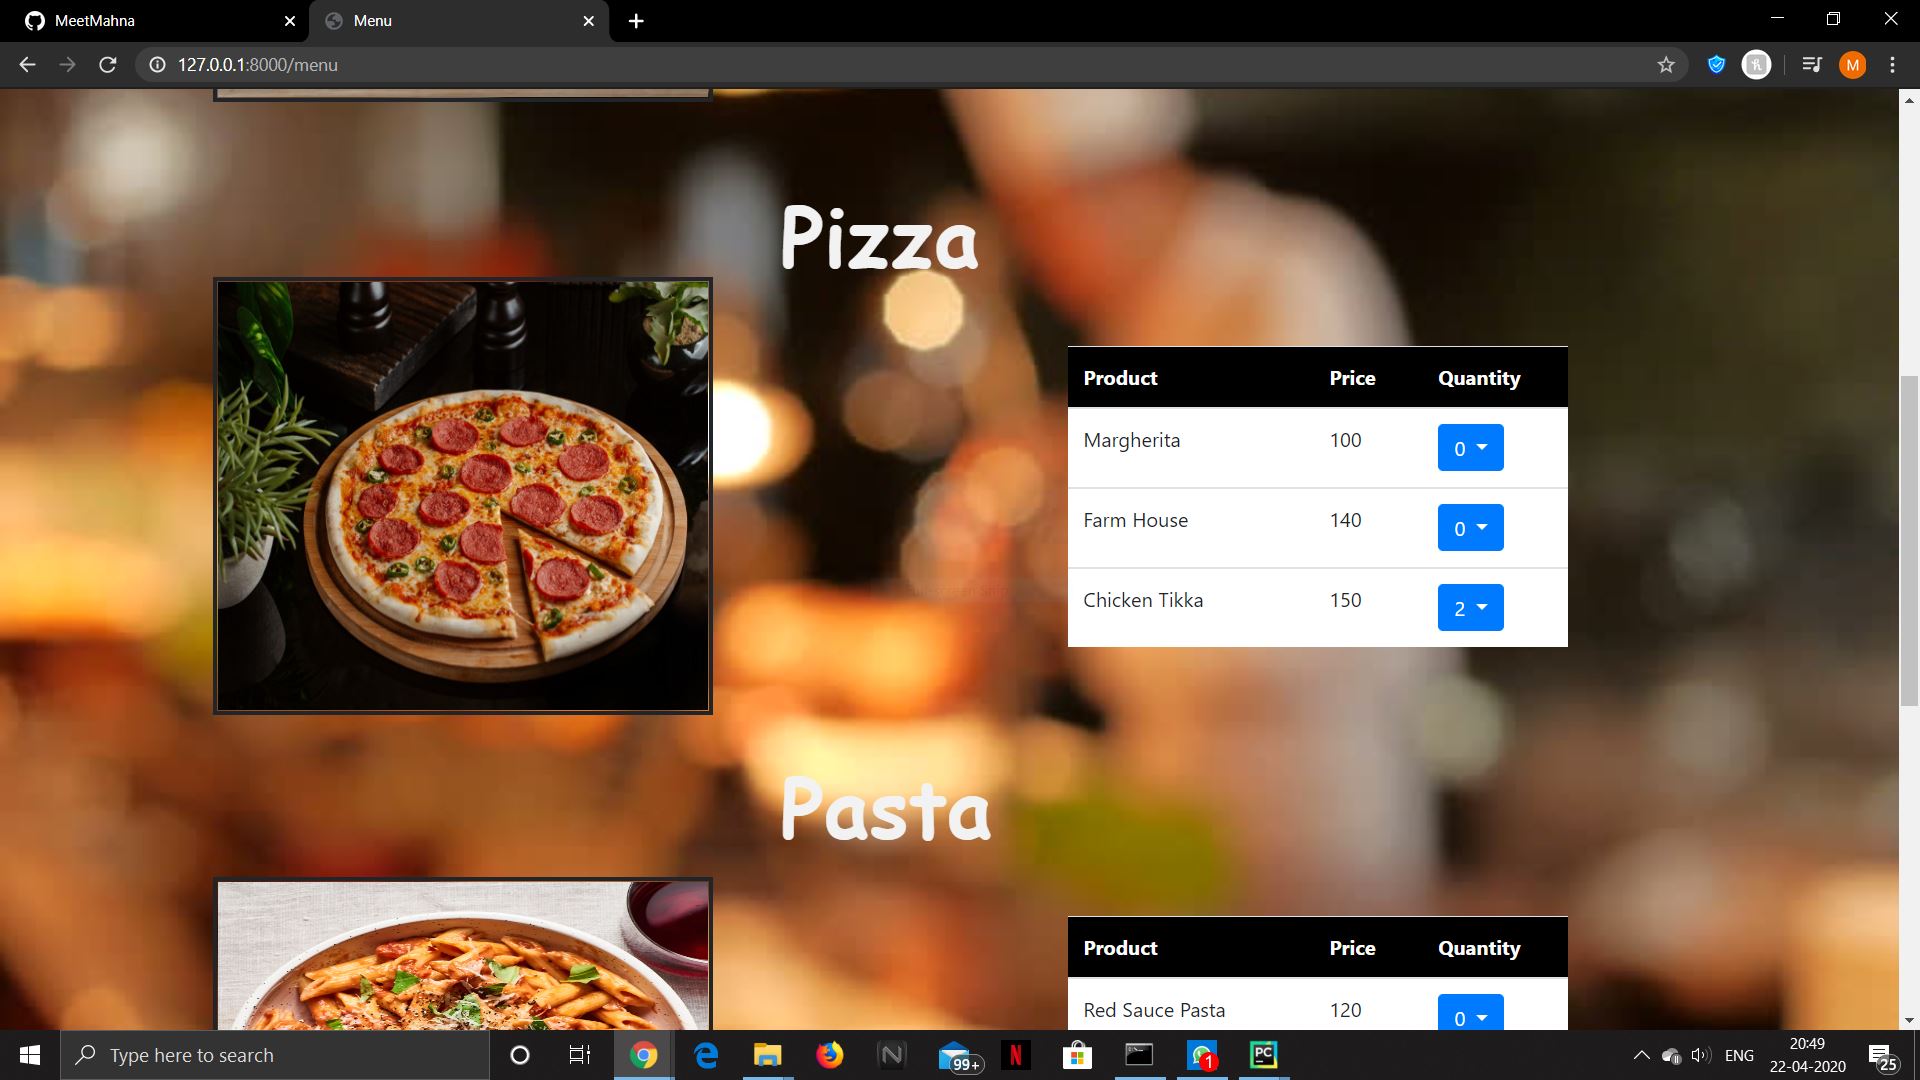 MeetMahna
Menu
127.0.0.1:8000/menu
M
Pizza
Product Price Quantity
Margherita 100 0
Farm House 140 0
Chicken Tikka 150 2
Pasta
Product Price Quantity
Red Sauce Pasta 120 0
Type here to search
99+
N
1
PC
ENG
20:49
22-04-2020
25